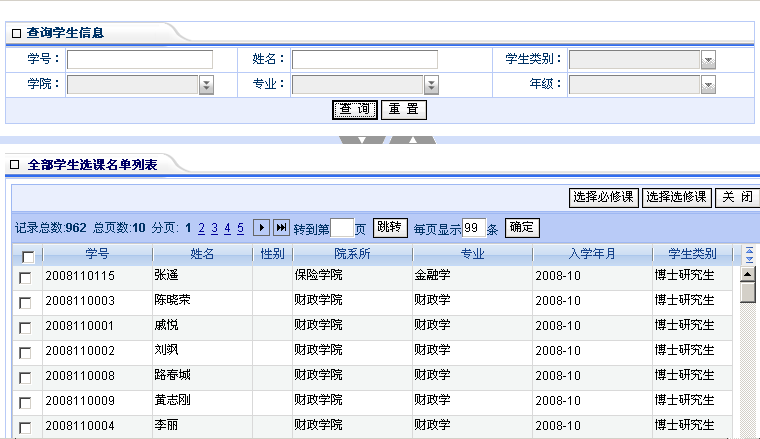 查询学生信息
学号： 姓名： 学生类别：
学院： 专业： 年级：
查 询 重 置
全部学生选课名单列表
选择必修课 选择选修课 关 闭
记录总数:962 总页数:10 分页: 1 2 3 4 5 转到第 页 跳转 每页显示 99 条 确定
学号 姓名 性别 院系所 专业 入学年月 学生类别
2008110115 张遥 保险学院 金融学 2008-10 博士研究生
2008110003 陈晓荣 财政学院 财政学 2008-10 博士研究生
2008110001 戚悦 财政学院 财政学 2008-10 博士研究生
2008110002 刘飒 财政学院 财政学 2008-10 博士研究生
2008110008 路春城 财政学院 财政学 2008-10 博士研究生
2008110009 黄志刚 财政学院 财政学 2008-10 博士研究生
2008110004 李丽 财政学院 财政学 2008-10 博士研究生